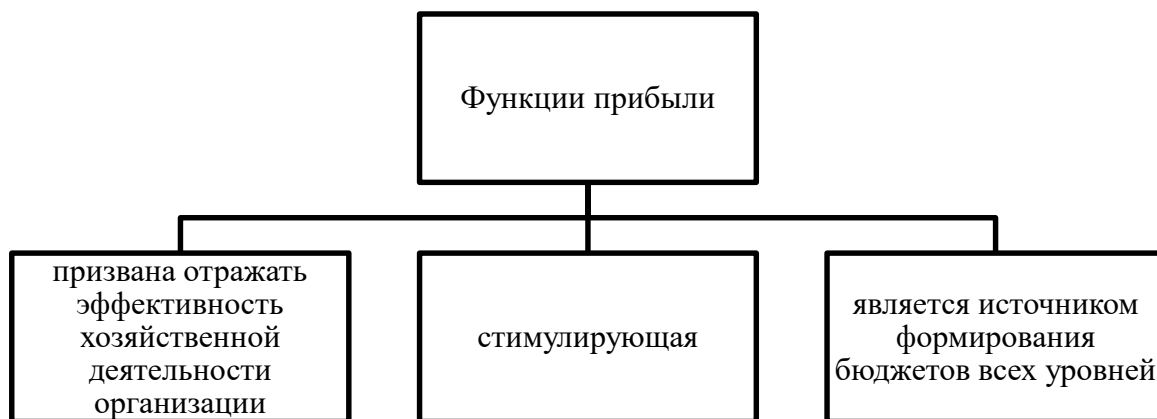 Функции прибыли
призвана отражать
эффективность
хозяйственной
деятельности
организации
стимулирующая
является источником
формирования
бюджетов всех уровней